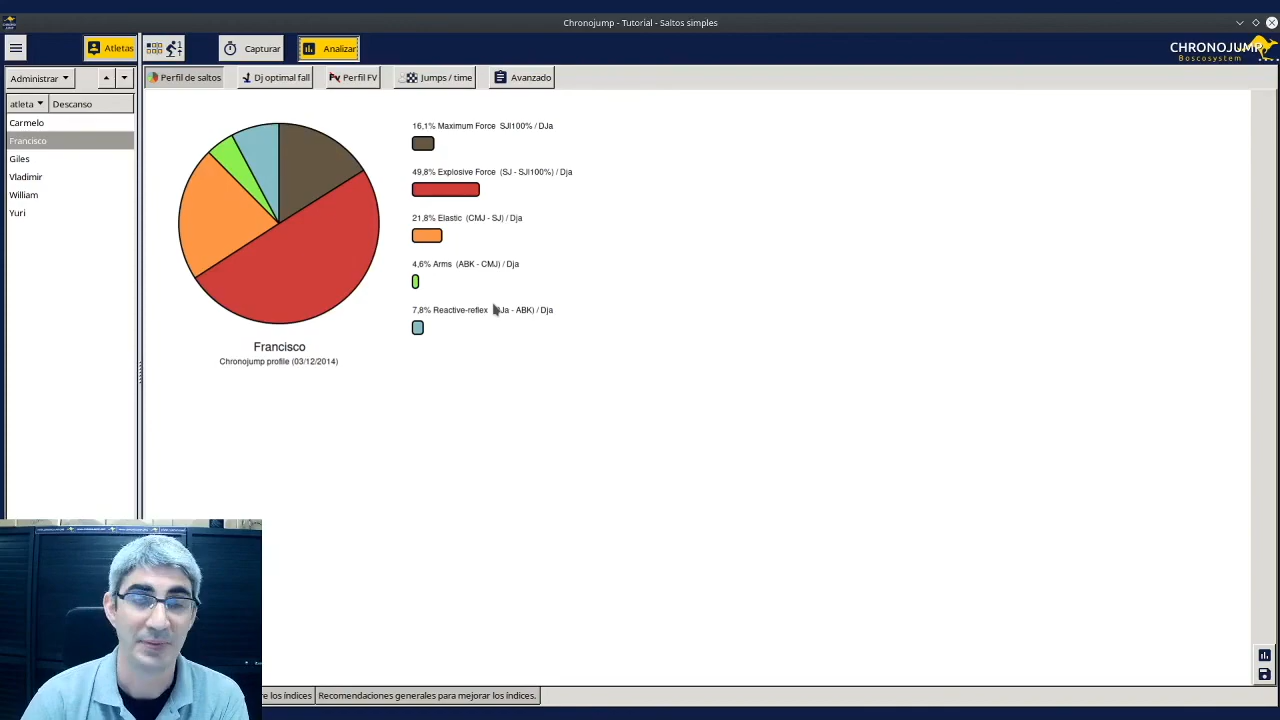 Chronojump - Tutorial - Saltos simples
CHRONOJUMP
Boscosystem
Atletas
Capturar
Analizar
Administrar
Perfil de saltos
Dj optimal fall
Perfil FV
Jumps / time
Avanzado
atleta Descanso
Carmelo
Francisco
Giles
Vladimir
William
Yuri
16,1% Maximum Force SJl100% / DJa
49,8% Explosive Force (SJ - SJl100%) / Dja
21,8% Elastic (CMJ - SJ) / Dja
4,6% Arms (ABK - CMJ) / Dja
7,8% Reactive-reflex Ja - ABK) / Dja
Francisco
Chronojump profile (03/12/2014)
re los índices
Recomendaciones generales para mejorar los índices.